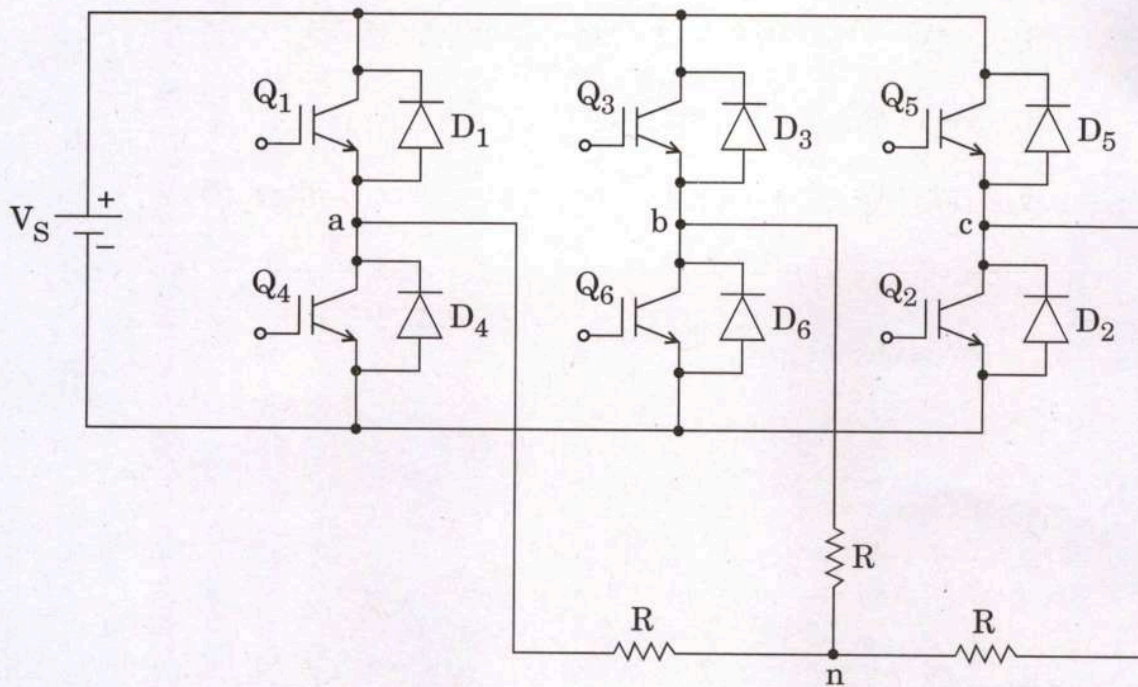 Q1 D1 Q3 D3 Q5 D5
VS + − a b c
Q4 D4 Q6 D6 Q2 D2
R
R R
n